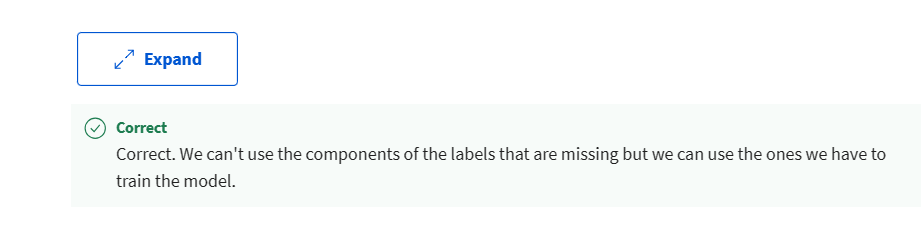 Expand
Correct
Correct. We can't use the components of the labels that are missing but we can use the ones we have to
train the model.